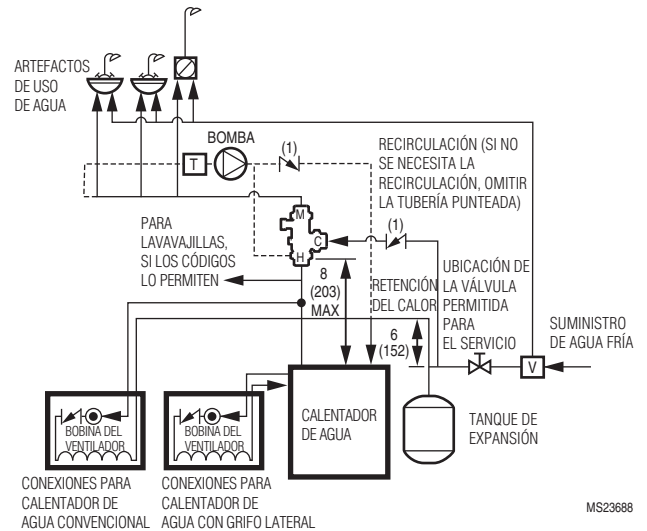 ARTEFACTOS
DE USO
DE AGUA
BOMBA
T
(1)
RECIRCULACIÓN (SI NO
SE NECESITA LA
RECIRCULACIÓN, OMITIR
LA TUBERÍA PUNTEADA)
M
C
H
(1)
PARA
LAVAVAJILLAS,
SI LOS CÓDIGOS
LO PERMITEN
8
(203)
MAX
RETENCIÓN
DEL CALOR
6
(152)
UBICACIÓN DE
LA VÁLVULA
PERMITIDA
PARA
EL SERVICIO
SUMINISTRO
DE AGUA FRÍA
V
BOBINA DEL
VENTILADOR
BOBINA DEL
VENTILADOR
CALENTADOR
DE AGUA
TANQUE DE
EXPANSIÓN
CONEXIONES PARA
CALENTADOR DE
AGUA CONVENCIONAL
CONEXIONES PARA
CALENTADOR DE
AGUA CON GRIFO LATERAL
MS23688